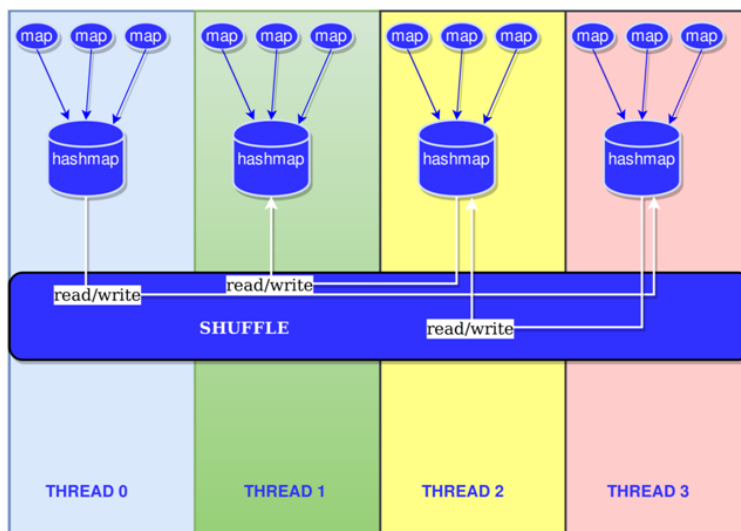 map map map map map map map map map map map map
hashmap hashmap hashmap hashmap
read/write
read/write
SHUFFLE
read/write
THREAD 0 THREAD 1 THREAD 2 THREAD 3